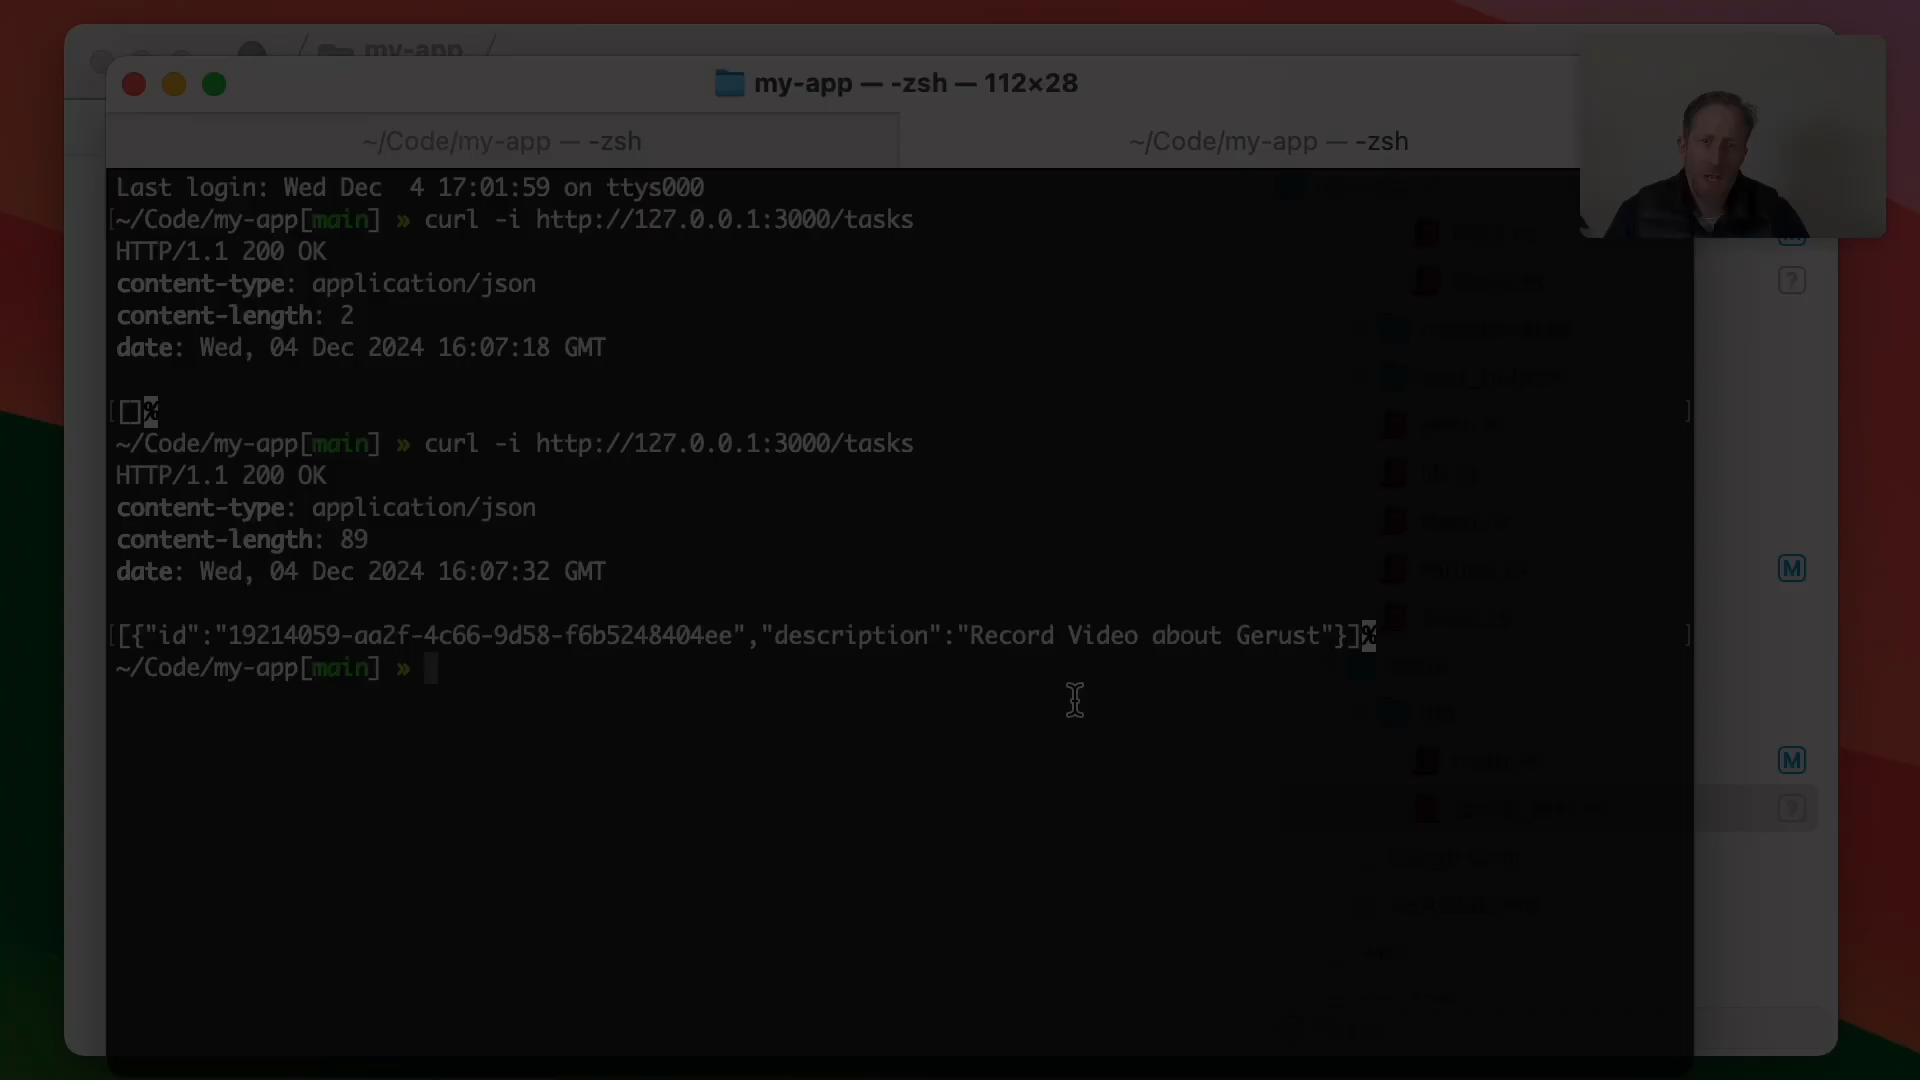 my-app
my-app — -zsh — 112×28
~/Code/my-app — -zsh
~/Code/my-app — -zsh
Last login: Wed Dec  4 17:01:59 on ttys000
~/Code/my-app[main] » curl -i http://127.0.0.1:3000/tasks
HTTP/1.1 200 OK
content-type: application/json
content-length: 2
date: Wed, 04 Dec 2024 16:07:18 GMT
[]%
~/Code/my-app[main] » curl -i http://127.0.0.1:3000/tasks
HTTP/1.1 200 OK
content-type: application/json
content-length: 89
date: Wed, 04 Dec 2024 16:07:32 GMT
[{"id":"19214059-aa2f-4c66-9d58-f6b5248404ee","description":"Record Video about Gerust"}]%
~/Code/my-app[main] »
?
M
M
?